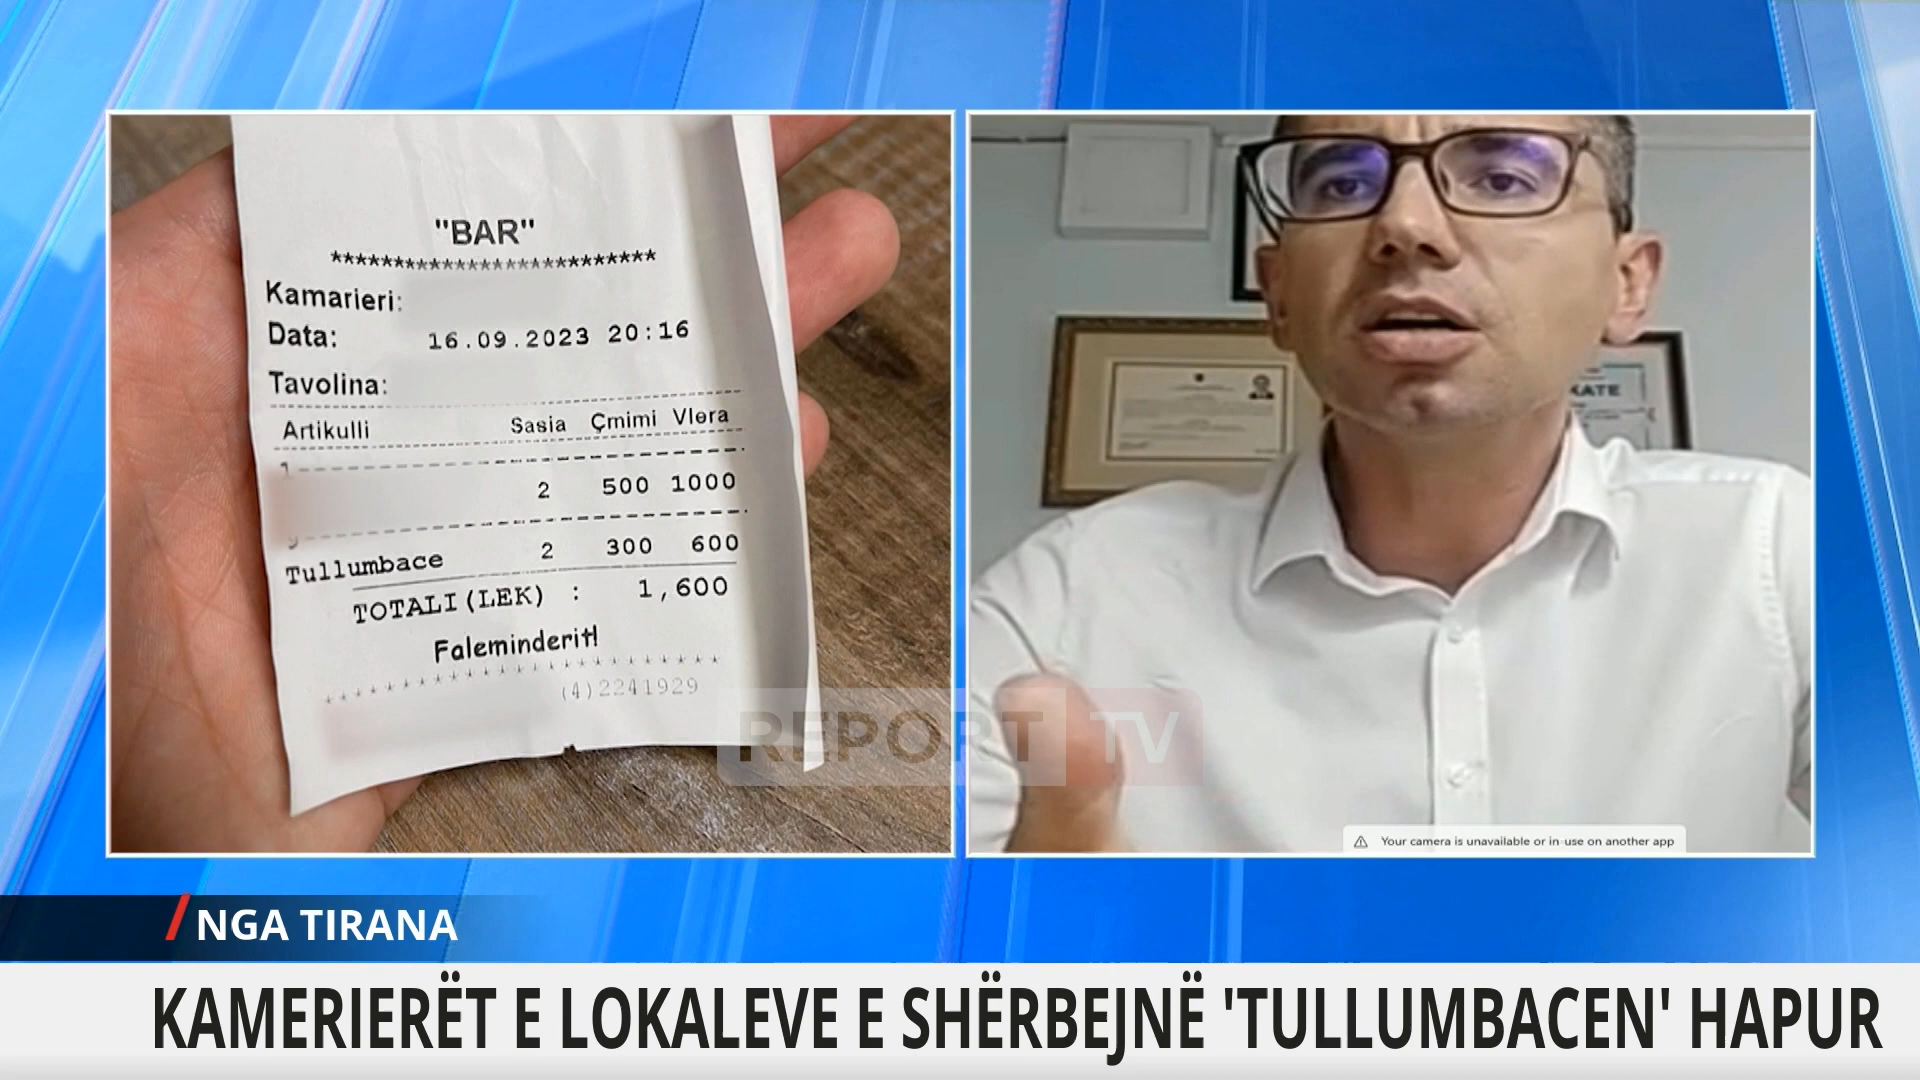 "BAR"
*************************
Kamarieri:
Data: 16.09.2023 20:16
Tavolina:
Artikulli Sasia Çmimi Vlera
1
2 500 1000
Tullumbace 2 300 600
TOTALI(LEK) : 1,600
Faleminderit!
(4)2241929
KATE
REPORT TV
Your camera is unavailable or in-use on another app
NGA TIRANA
KAMERIERËT E LOKALEVE E SHËRBEJNË 'TULLUMBACEN' HAPUR